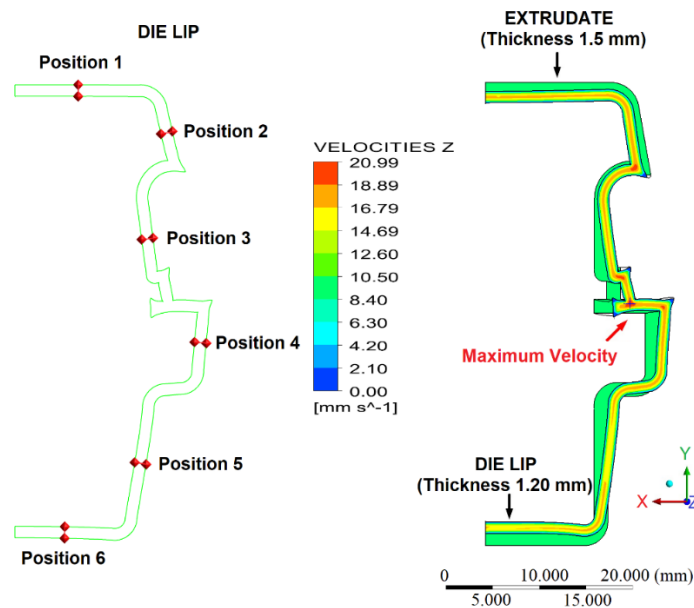 DIE LIP
Position 1
Position 2
Position 3
Position 4
Position 5
Position 6
VELOCITIES Z
20.99
18.89
16.79
14.69
12.60
10.50
8.40
6.30
4.20
2.10
0.00
[mm s^-1]
EXTRUDATE
(Thickness 1.5 mm)
Maximum Velocity
DIE LIP
(Thickness 1.20 mm)
Y
X
Z
0 10.000 20.000 (mm)
5.000 15.000